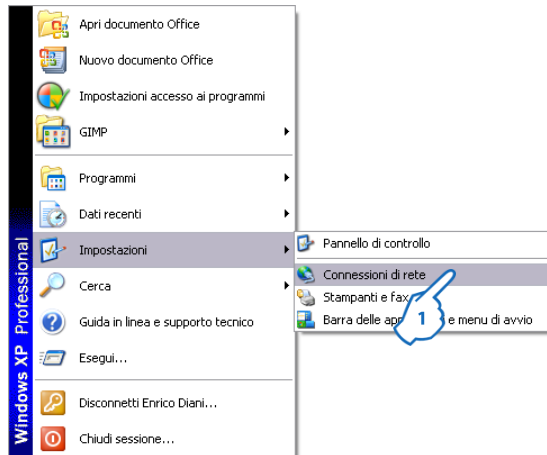 Apri documento Office
Nuovo documento Office
Impostazioni accesso ai programmi
GIMP
Programmi
Dati recenti
Impostazioni
Cerca
Guida in linea e supporto tecnico
Esegui...
Disconnetti Enrico Diani...
Chiudi sessione...
Windows XP Professional
Pannello di controllo
Connessioni di rete
Stampanti e fax
Barra delle e menu di avvio
1